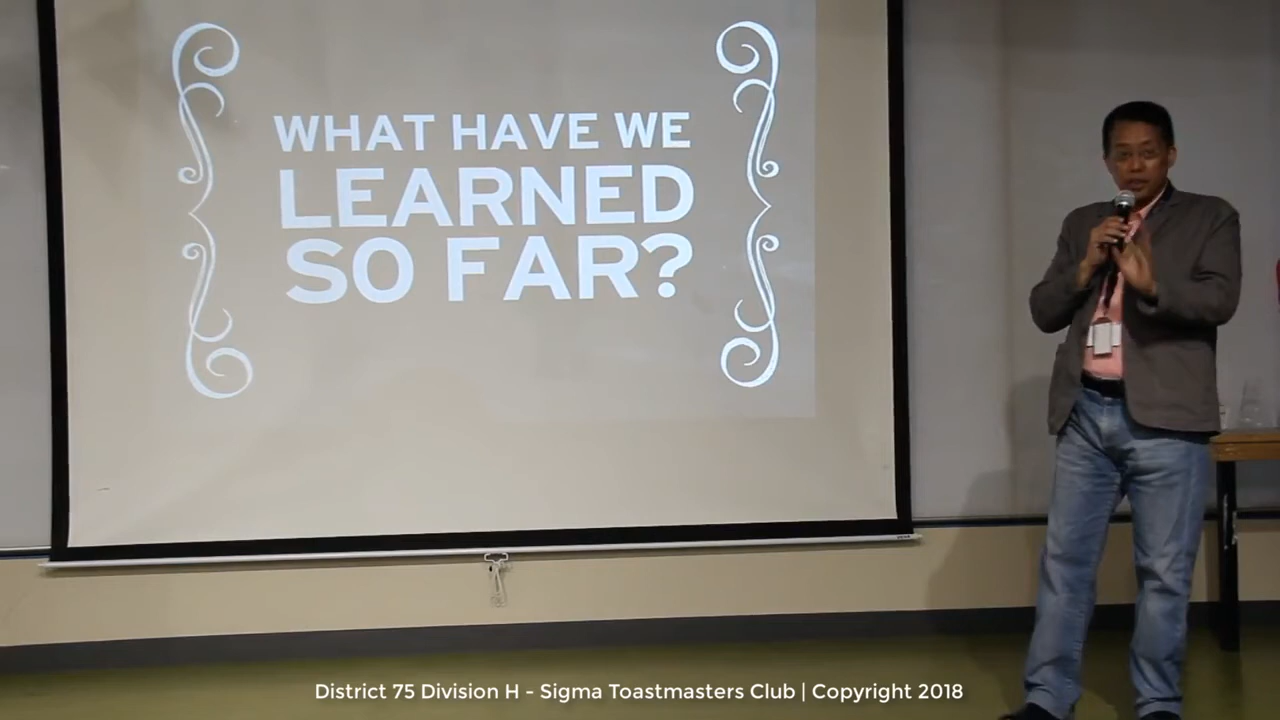 WHAT HAVE WE
LEARNED
SO FAR?
District 75 Division H - Sigma Toastmasters Club | Copyright 2018